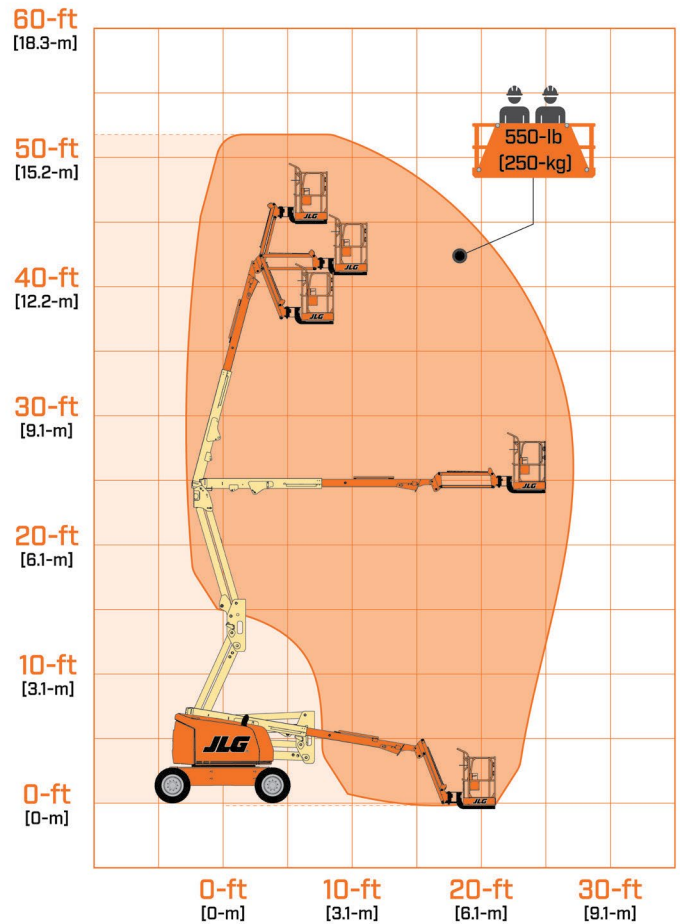 60-ft
[18.3-m]
550-lb
[250-kg]
50-ft
[15.2-m]
JLG
JLG
40-ft
[12.2-m]
JLG
30-ft
[9.1-m]
JLG
20-ft
[6.1-m]
10-ft
[3.1-m]
JLG
JLG
0-ft
[0-m]
0-ft
[0-m]
10-ft
[3.1-m]
20-ft
[6.1-m]
30-ft
[9.1-m]